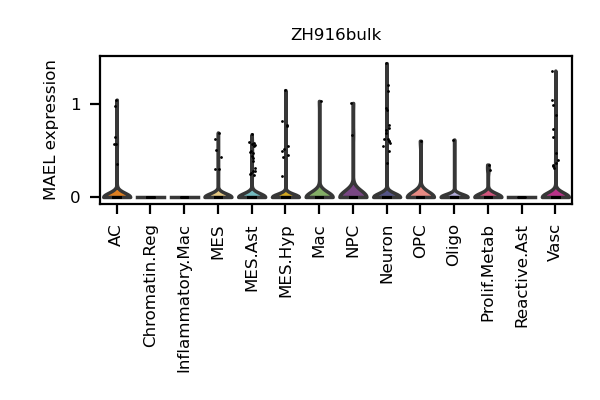 ZH916bulk
MAEL expression
1
0
AC
Chromatin.Reg
Inflammatory.Mac
MES
MES.Ast
MES.Hyp
Mac
NPC
Neuron
OPC
Oligo
Prolif.Metab
Reactive.Ast
Vasc